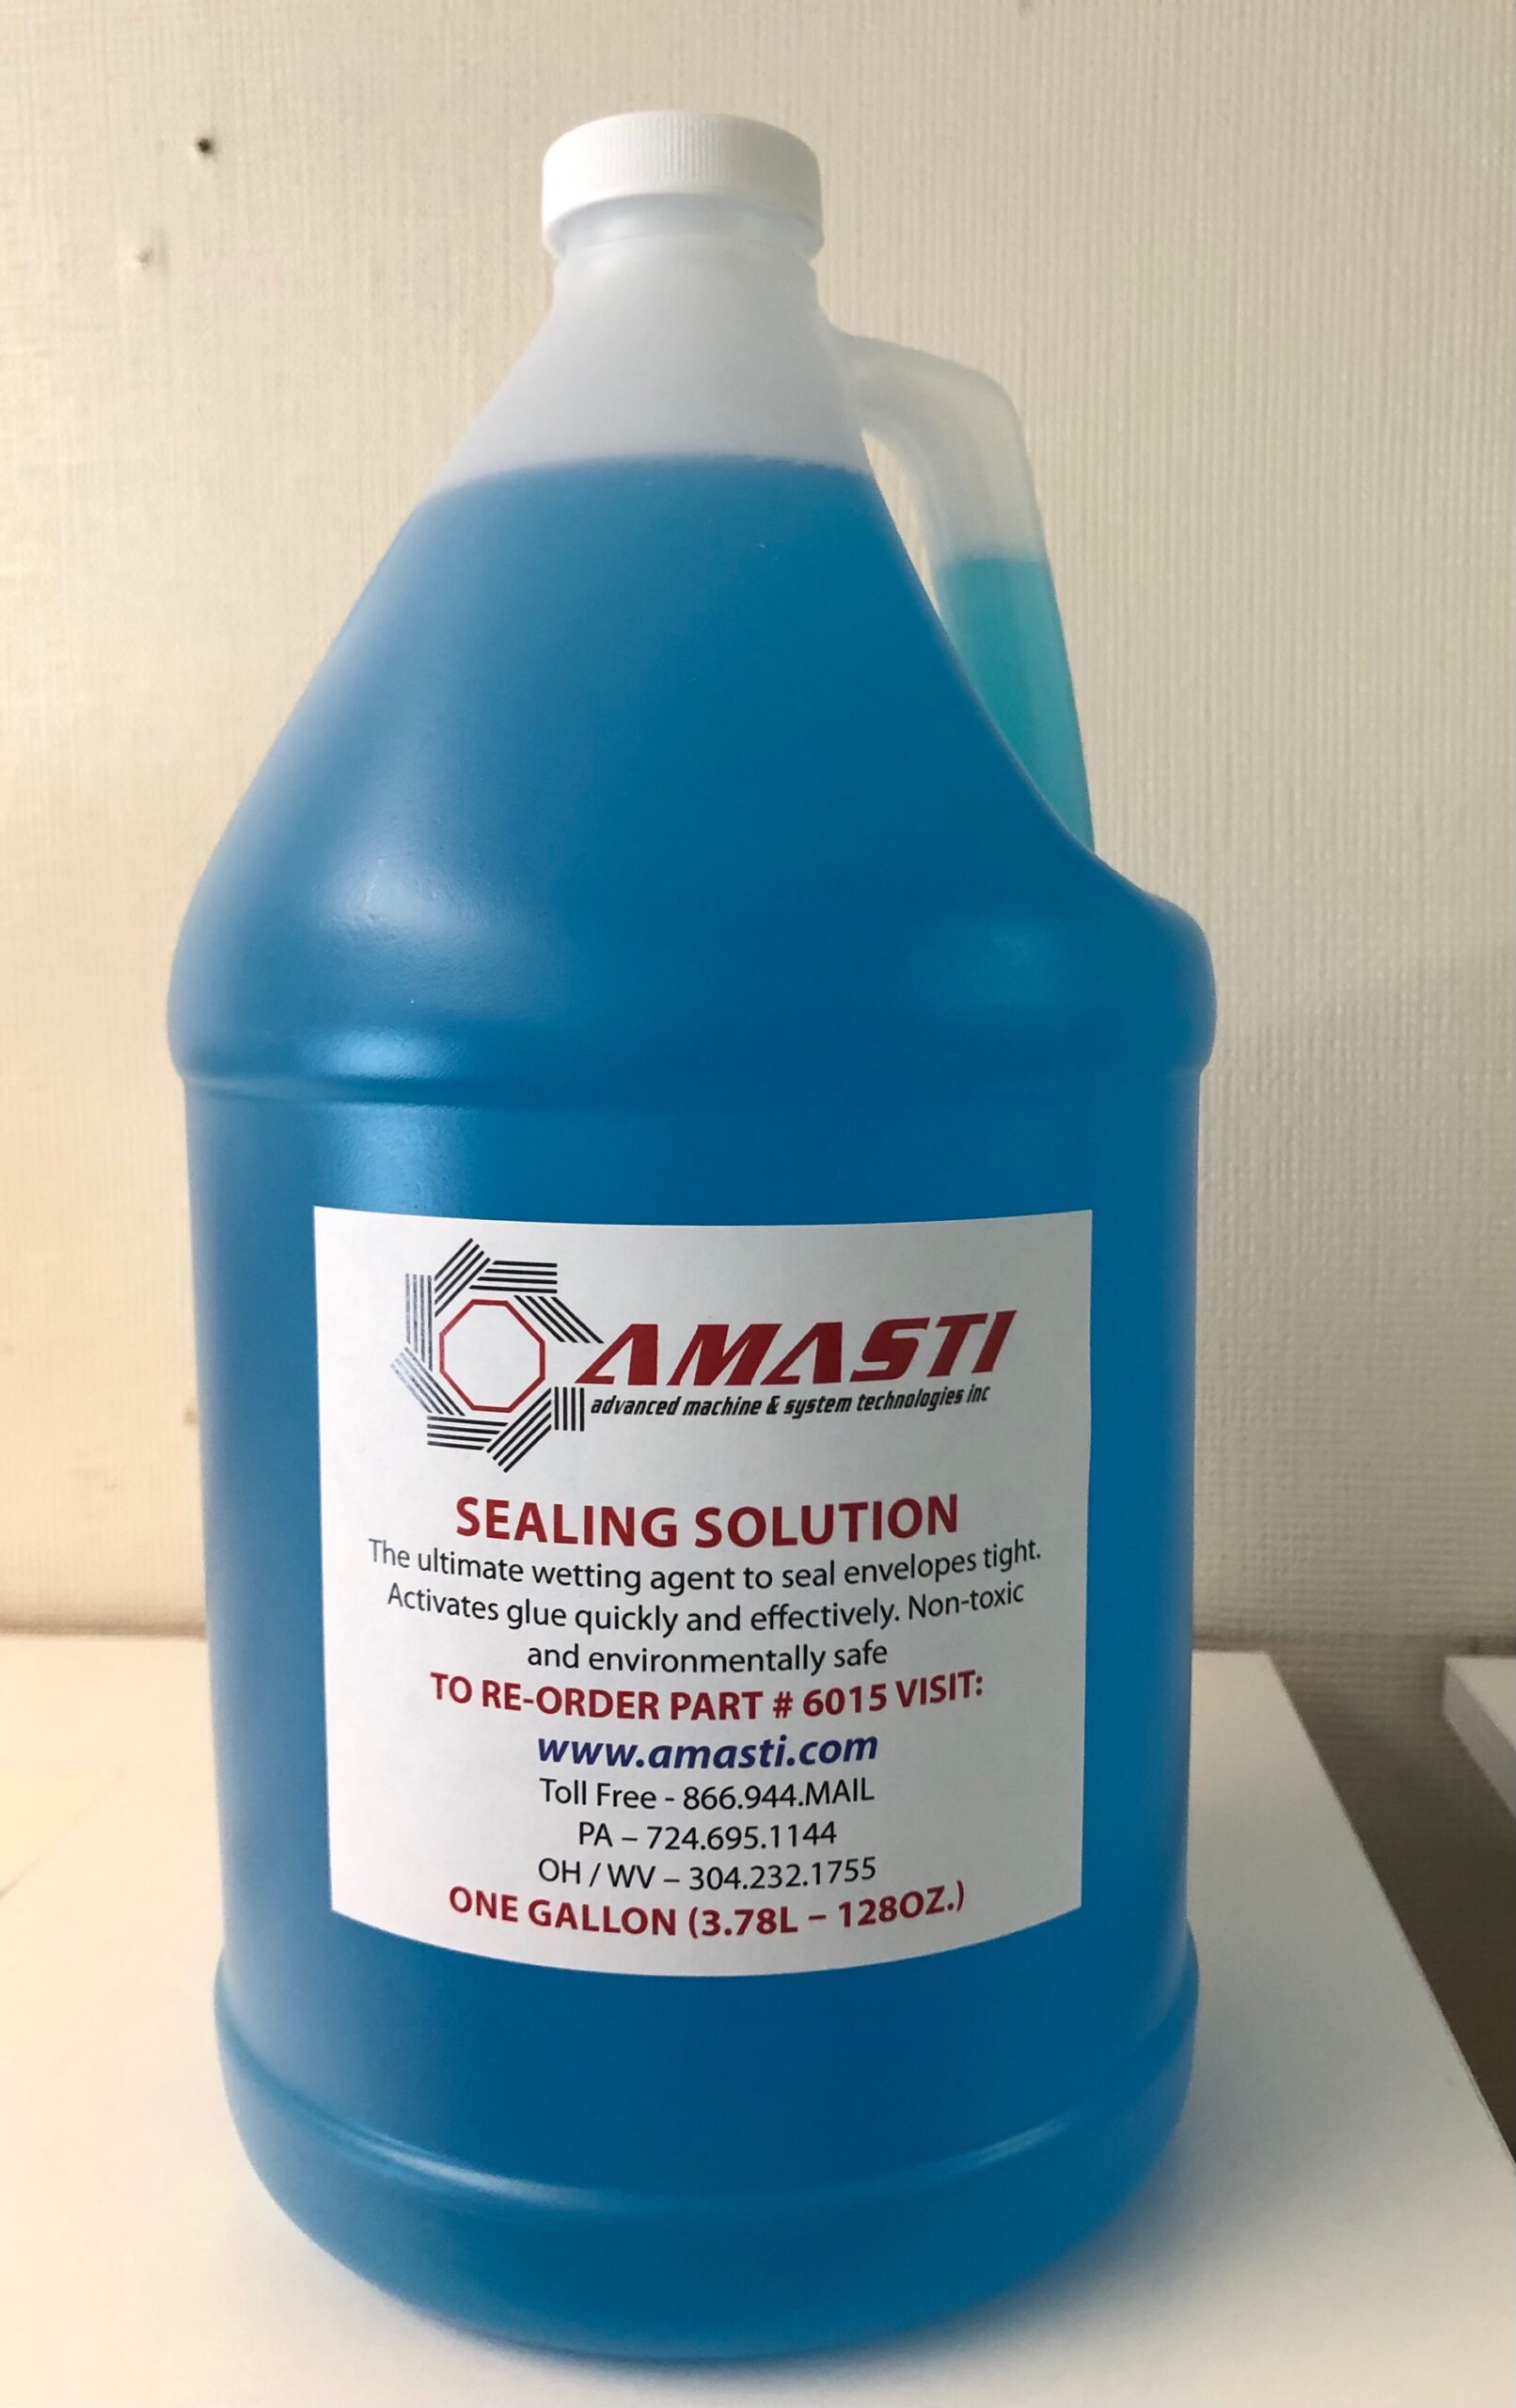 AMASTI
advanced machine & system technologies inc
SEALING SOLUTION
The ultimate wetting agent to seal envelopes tight.
Activates glue quickly and effectively. Non-toxic
and environmentally safe
TO RE-ORDER PART # 6015 VISIT:
www.amasti.com
Toll Free - 866.944.MAIL
PA – 724.695.1144
OH / WV – 304.232.1755
ONE GALLON (3.78L – 128OZ.)